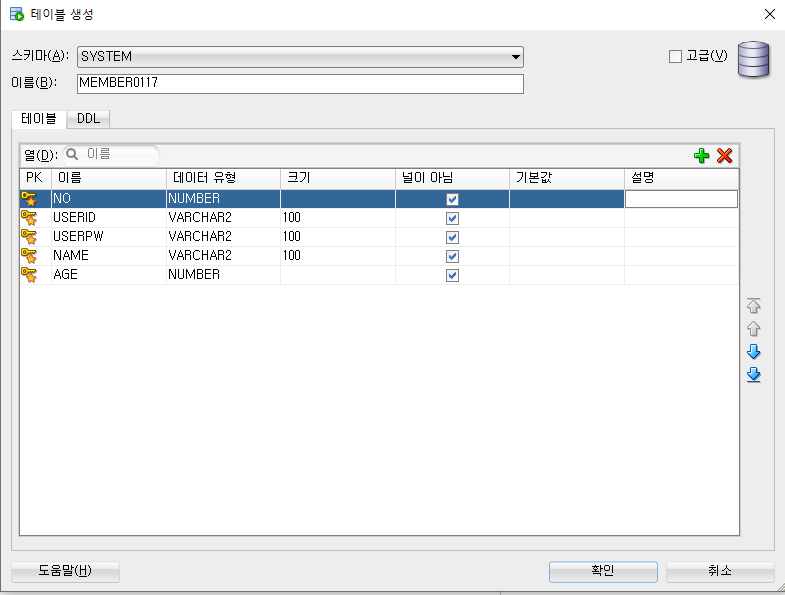 테이블 생성
스키마(A): SYSTEM 고급(V)
이름(B): MEMBER0117
테이블 DDL
열(D): 이름
PK 이름 데이터 유형 크기 널이 아님 기본값 설명
NO NUMBER
USERID VARCHAR2 100
USERPW VARCHAR2 100
NAME VARCHAR2 100
AGE NUMBER
도움말(H) 확인 취소